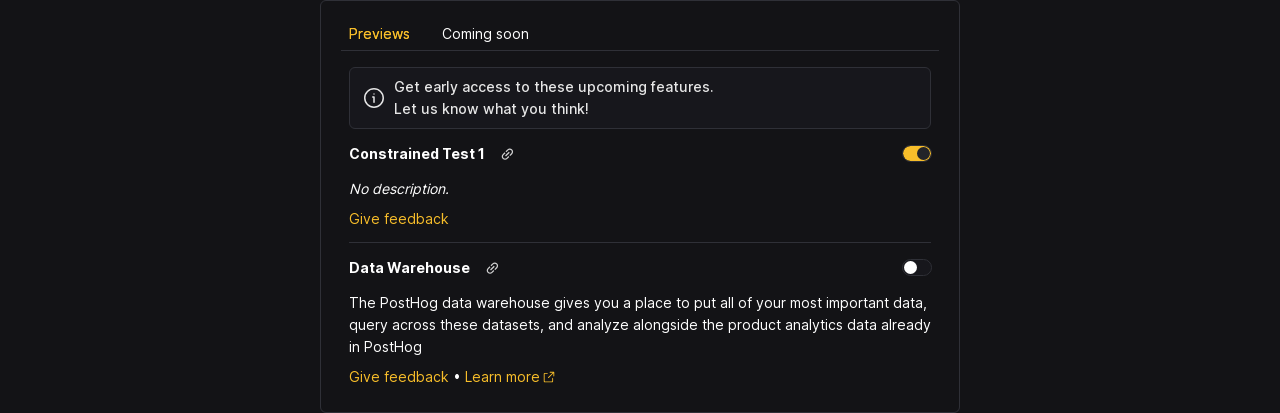 Previews Coming soon
Get early access to these upcoming features.
Let us know what you think!
Constrained Test 1
No description.
Give feedback
Data Warehouse
The PostHog data warehouse gives you a place to put all of your most important data,
query across these datasets, and analyze alongside the product analytics data already
in PostHog
Give feedback • Learn more